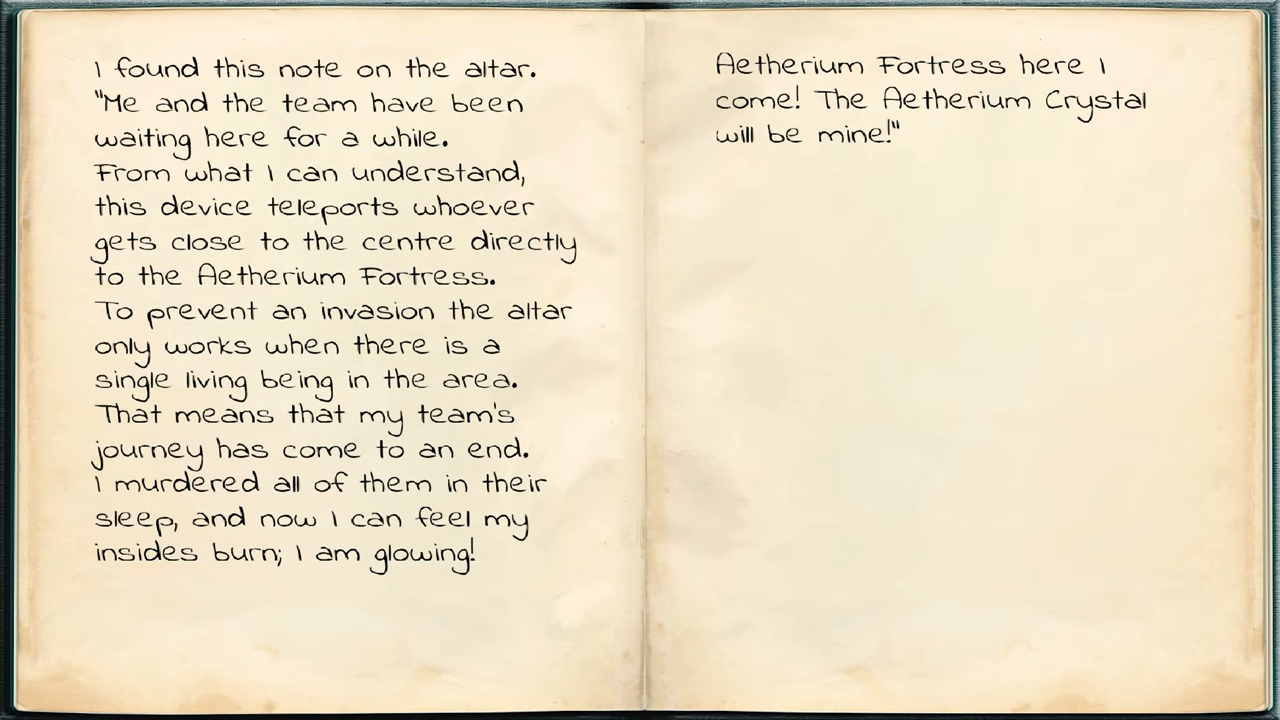 I found this note on the altar.
"Me and the team have been
waiting here for a while.
From what I can understand,
this device teleports whoever
gets close to the centre directly
to the Aetherium Fortress.
To prevent an invasion the altar
only works when there is a
single living being in the area.
That means that my team's
journey has come to an end.
I murdered all of them in their
sleep, and now I can feel my
insides burn; I am glowing!
Aetherium Fortress here I
come! The Aetherium Crystal
will be mine!"